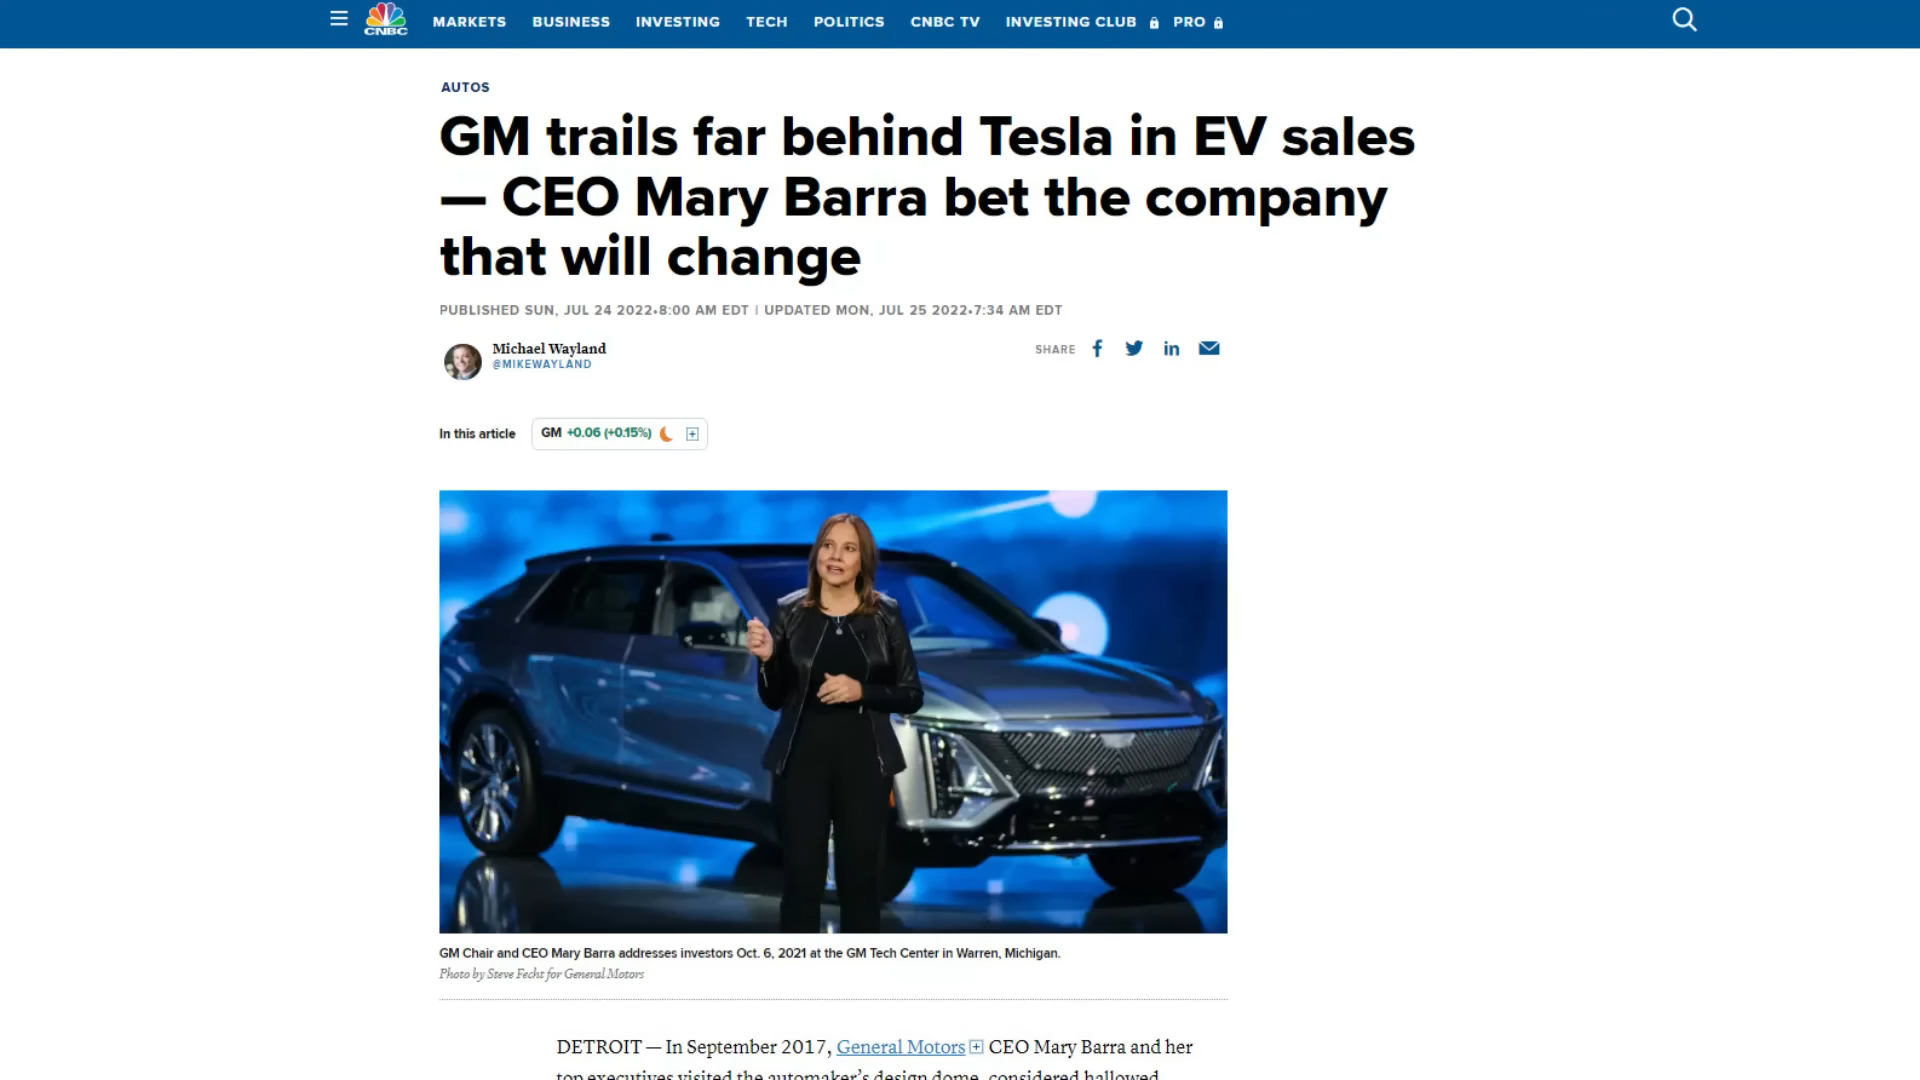 MARKETS BUSINESS INVESTING TECH POLITICS CNBC TV INVESTING CLUB PRO
CNBC
AUTOS
GM trails far behind Tesla in EV sales
— CEO Mary Barra bet the company
that will change
PUBLISHED SUN, JUL 24 2022•8:00 AM EDT | UPDATED MON, JUL 25 2022•7:34 AM EDT
Michael Wayland
@MIKEWAYLAND
SHARE
In this article
GM +0.06 (+0.15%)
GM Chair and CEO Mary Barra addresses investors Oct. 6, 2021 at the GM Tech Center in Warren, Michigan.
Photo by Steve Fecht for General Motors
DETROIT — In September 2017, General Motors CEO Mary Barra and her
top executives visited the automaker’s design dome, considered hallowed